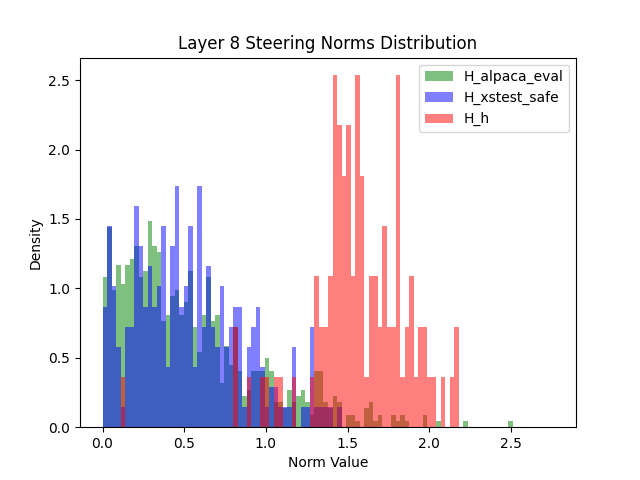 Layer 8 Steering Norms Distribution
H_alpaca_eval
H_xstest_safe
H_h
Density
2.5
2.0
1.5
1.0
0.5
0.0
0.0 0.5 1.0 1.5 2.0 2.5
Norm Value